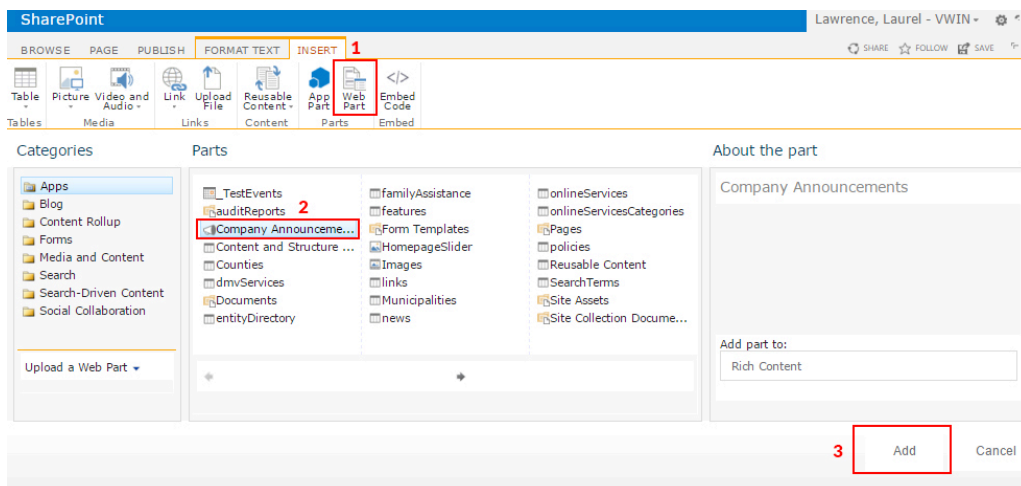 SharePoint
Lawrence, Laurel - VWIN
BROWSE PAGE PUBLISH FORMAT TEXT INSERT 1
SHARE FOLLOW SAVE
Table Picture Video and Audio Link Upload File Reusable Content App Part Web Part Embed Code
Tables Media Links Content Parts Embed
Categories
Apps
Blog
Content Rollup
Forms
Media and Content
Search
Search-Driven Content
Social Collaboration
Upload a Web Part
Parts
_TestEvents
auditReports 2
Company Announceme...
Content and Structure ...
Counties
dmvServices
Documents
entityDirectory
familyAssistance
features
Form Templates
HomepageSlider
Images
links
Municipalities
news
onlineServices
onlineServicesCategories
Pages
policies
Reusable Content
SearchTerms
Site Assets
Site Collection Docume...
About the part
Company Announcements
Add part to:
Rich Content
3 Add Cancel